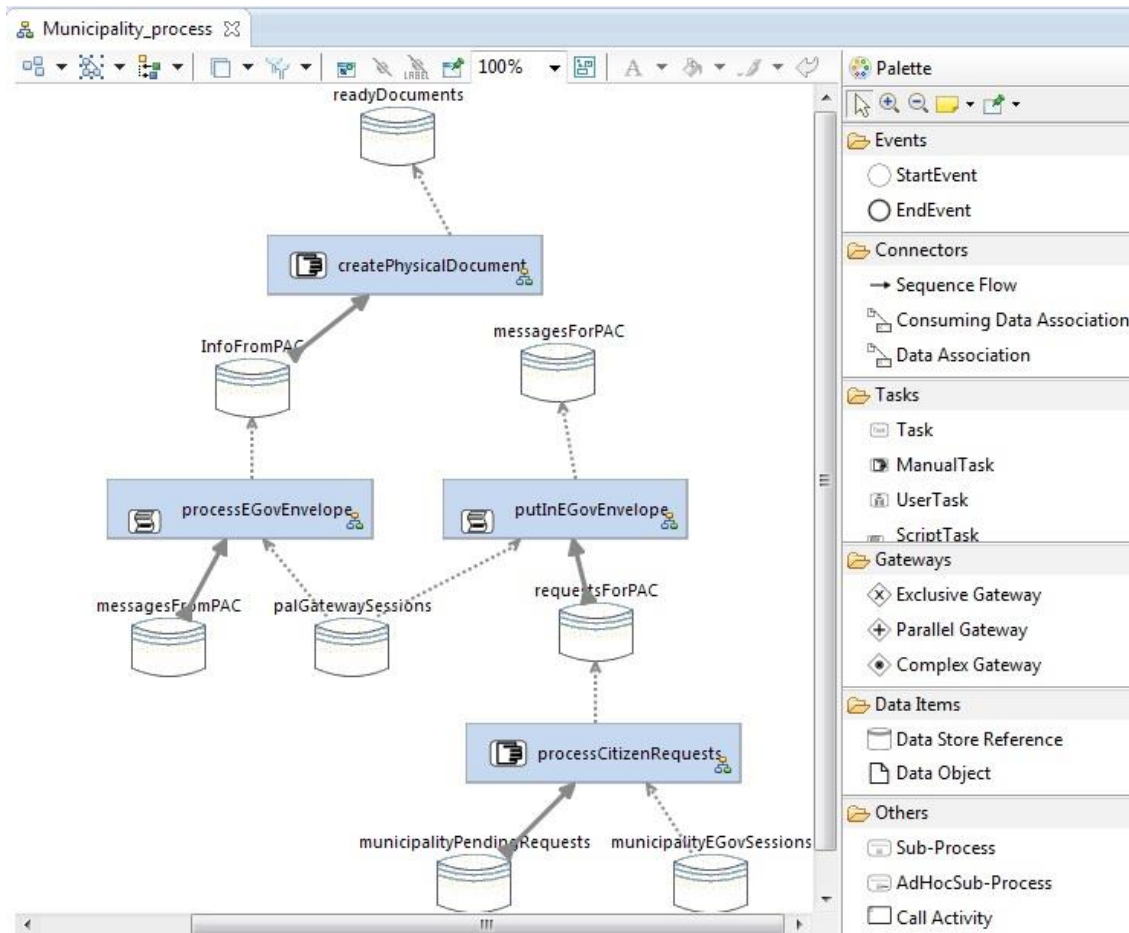 Municipality_process
100%
A
LABEL
readyDocuments
createPhysicalDocument
InfoFromPAC
messagesForPAC
processEGovEnvelope
putInEGovEnvelope
messagesFromPAC
palGatewaySessions
requestsForPAC
processCitizenRequests
municipalityPendingRequests
municipalityEGovSessions
Palette
Events
StartEvent
EndEvent
Connectors
Sequence Flow
Consuming Data Association
Data Association
Tasks
Task
ManualTask
UserTask
ScriptTask
Gateways
Exclusive Gateway
Parallel Gateway
Complex Gateway
Data Items
Data Store Reference
Data Object
Others
Sub-Process
AdHocSub-Process
Call Activity